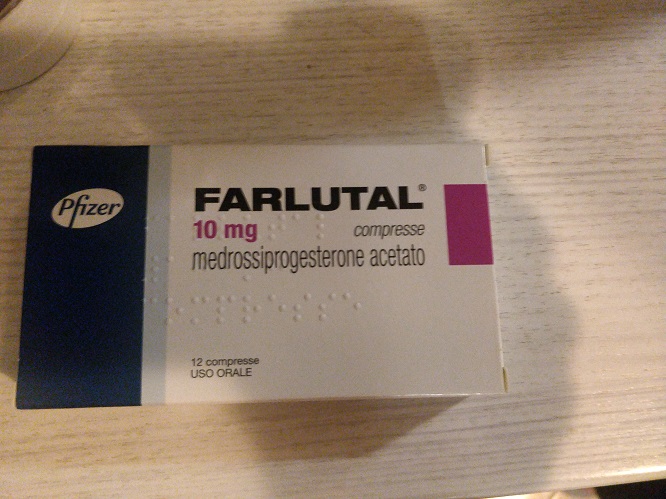 Pfizer
FARLUTAL®
10 mg compresse
medrossiprogesterone acetato
12 compresse
USO ORALE